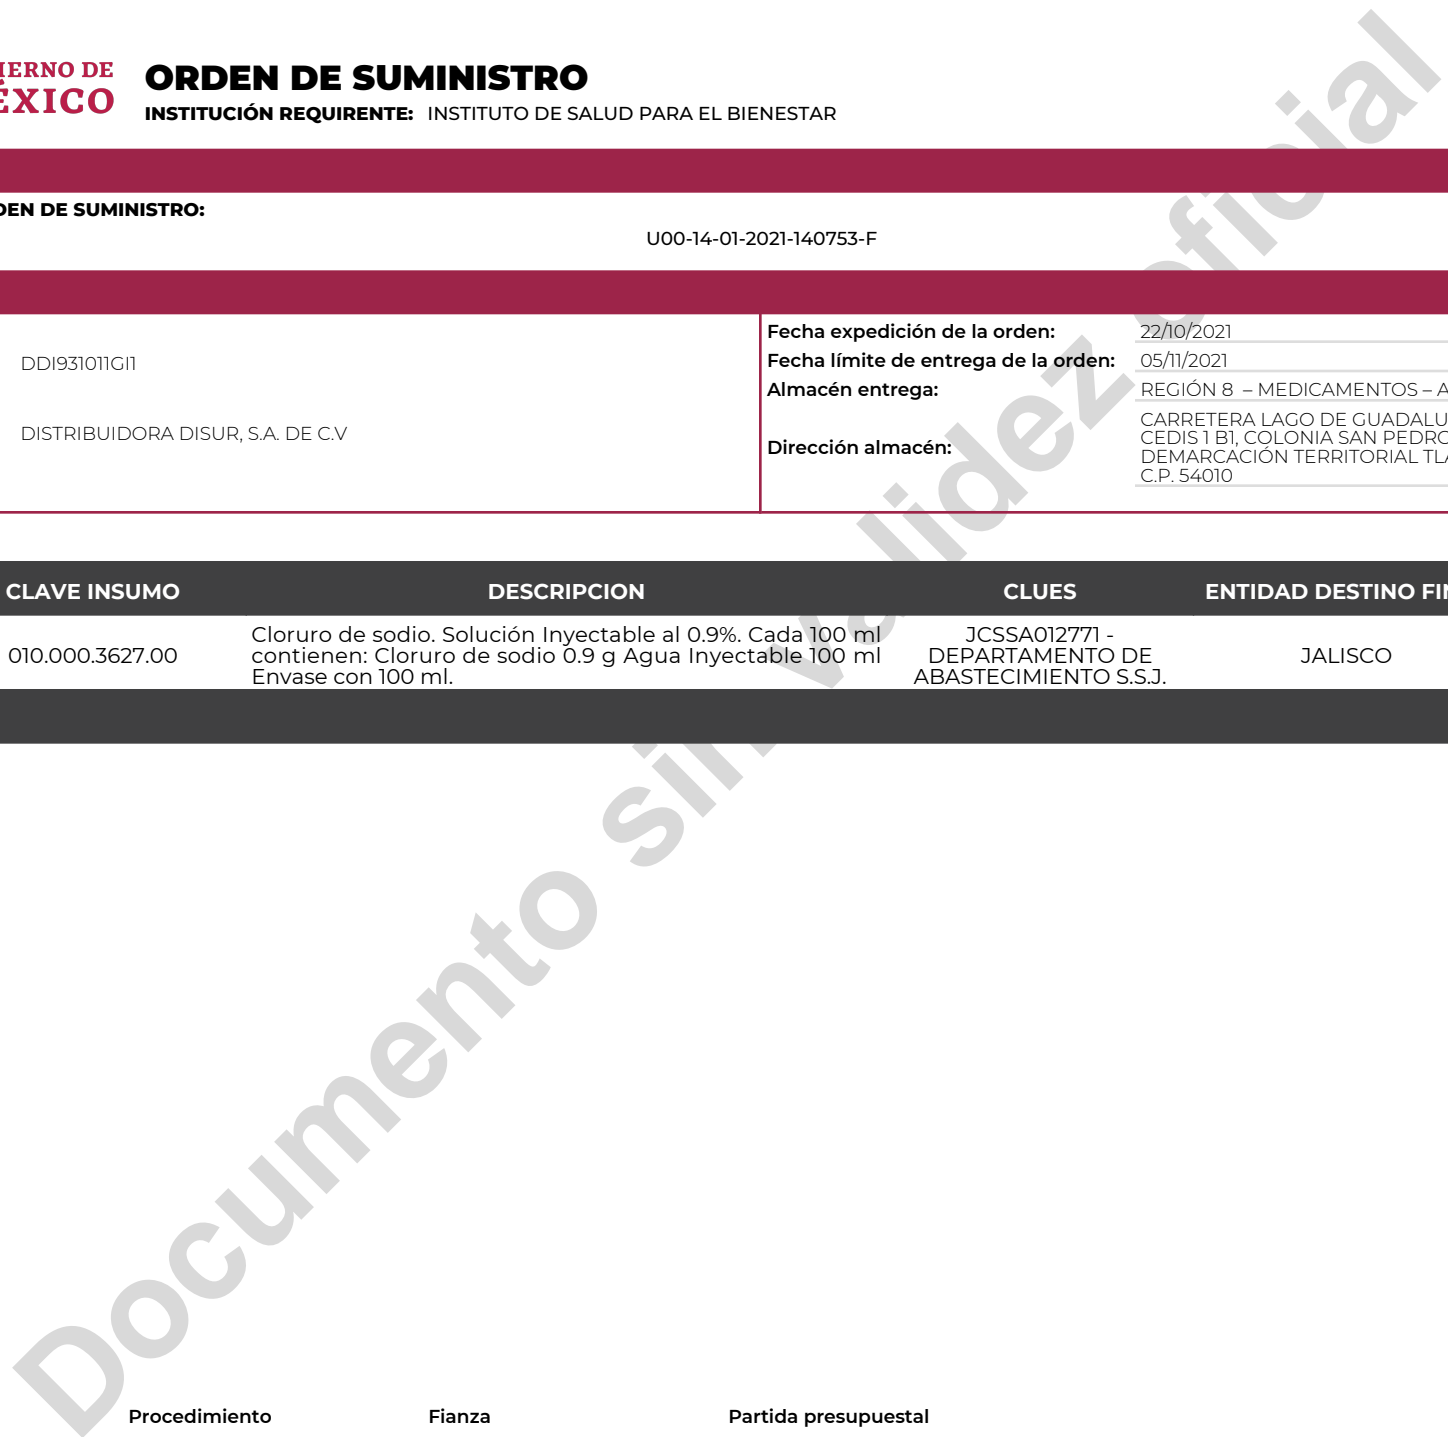 IERNO DE
ÉXICO
ORDEN DE SUMINISTRO
INSTITUCIÓN REQUIRENTE: INSTITUTO DE SALUD PARA EL BIENESTAR
DEN DE SUMINISTRO:
U00-14-01-2021-140753-F
DDI931011GI1
DISTRIBUIDORA DISUR, S.A. DE C.V
Fecha expedición de la orden: 22/10/2021
Fecha límite de entrega de la orden: 05/11/2021
Almacén entrega: REGIÓN 8 – MEDICAMENTOS – A
Dirección almacén:
CARRETERA LAGO DE GUADALU
CEDIS 1 B1, COLONIA SAN PEDRO
DEMARCACIÓN TERRITORIAL TLA
C.P. 54010
CLAVE INSUMO DESCRIPCION CLUES ENTIDAD DESTINO FIN
010.000.3627.00
Cloruro de sodio. Solución Inyectable al 0.9%. Cada 100 ml
contienen: Cloruro de sodio 0.9 g Agua Inyectable 100 ml
Envase con 100 ml.
JCSSA012771 -
DEPARTAMENTO DE
ABASTECIMIENTO S.S.J.
JALISCO
Documento sin validez oficial
Procedimiento Fianza Partida presupuestal